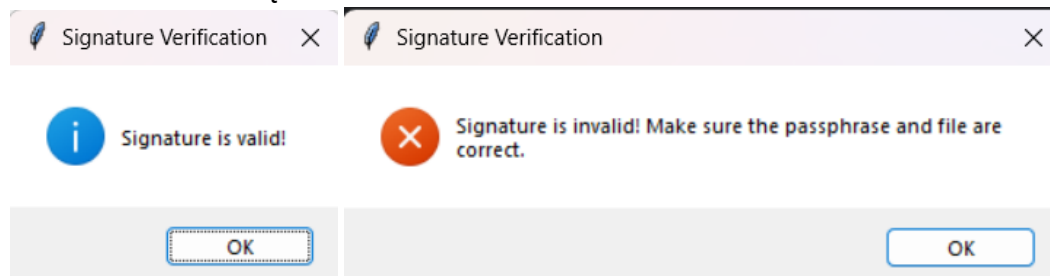 Signature Verification
Signature is valid!
OK
Signature Verification
Signature is invalid! Make sure the passphrase and file are
correct.
OK